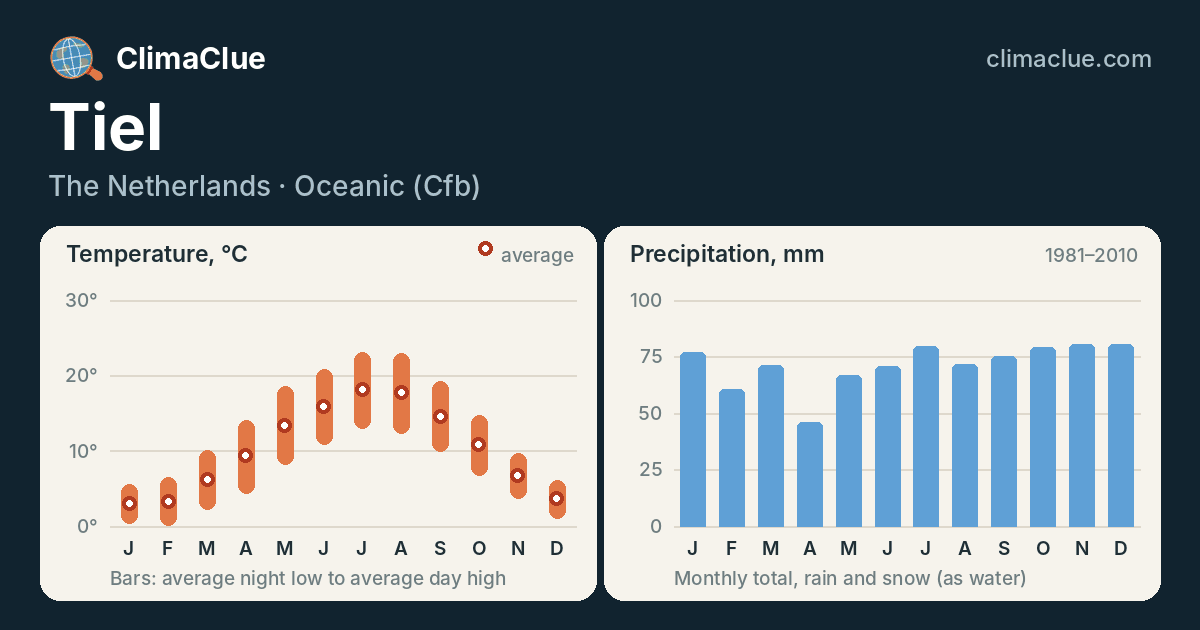 ClimaClue
climaclue.com
Tiel
The Netherlands · Oceanic (Cfb)
Temperature, °C
average
30°
20°
10°
0°
J F M A M J J A S O N D
Bars: average night low to average day high
Precipitation, mm
1981–2010
100
75
50
25
0
J F M A M J J A S O N D
Monthly total, rain and snow (as water)